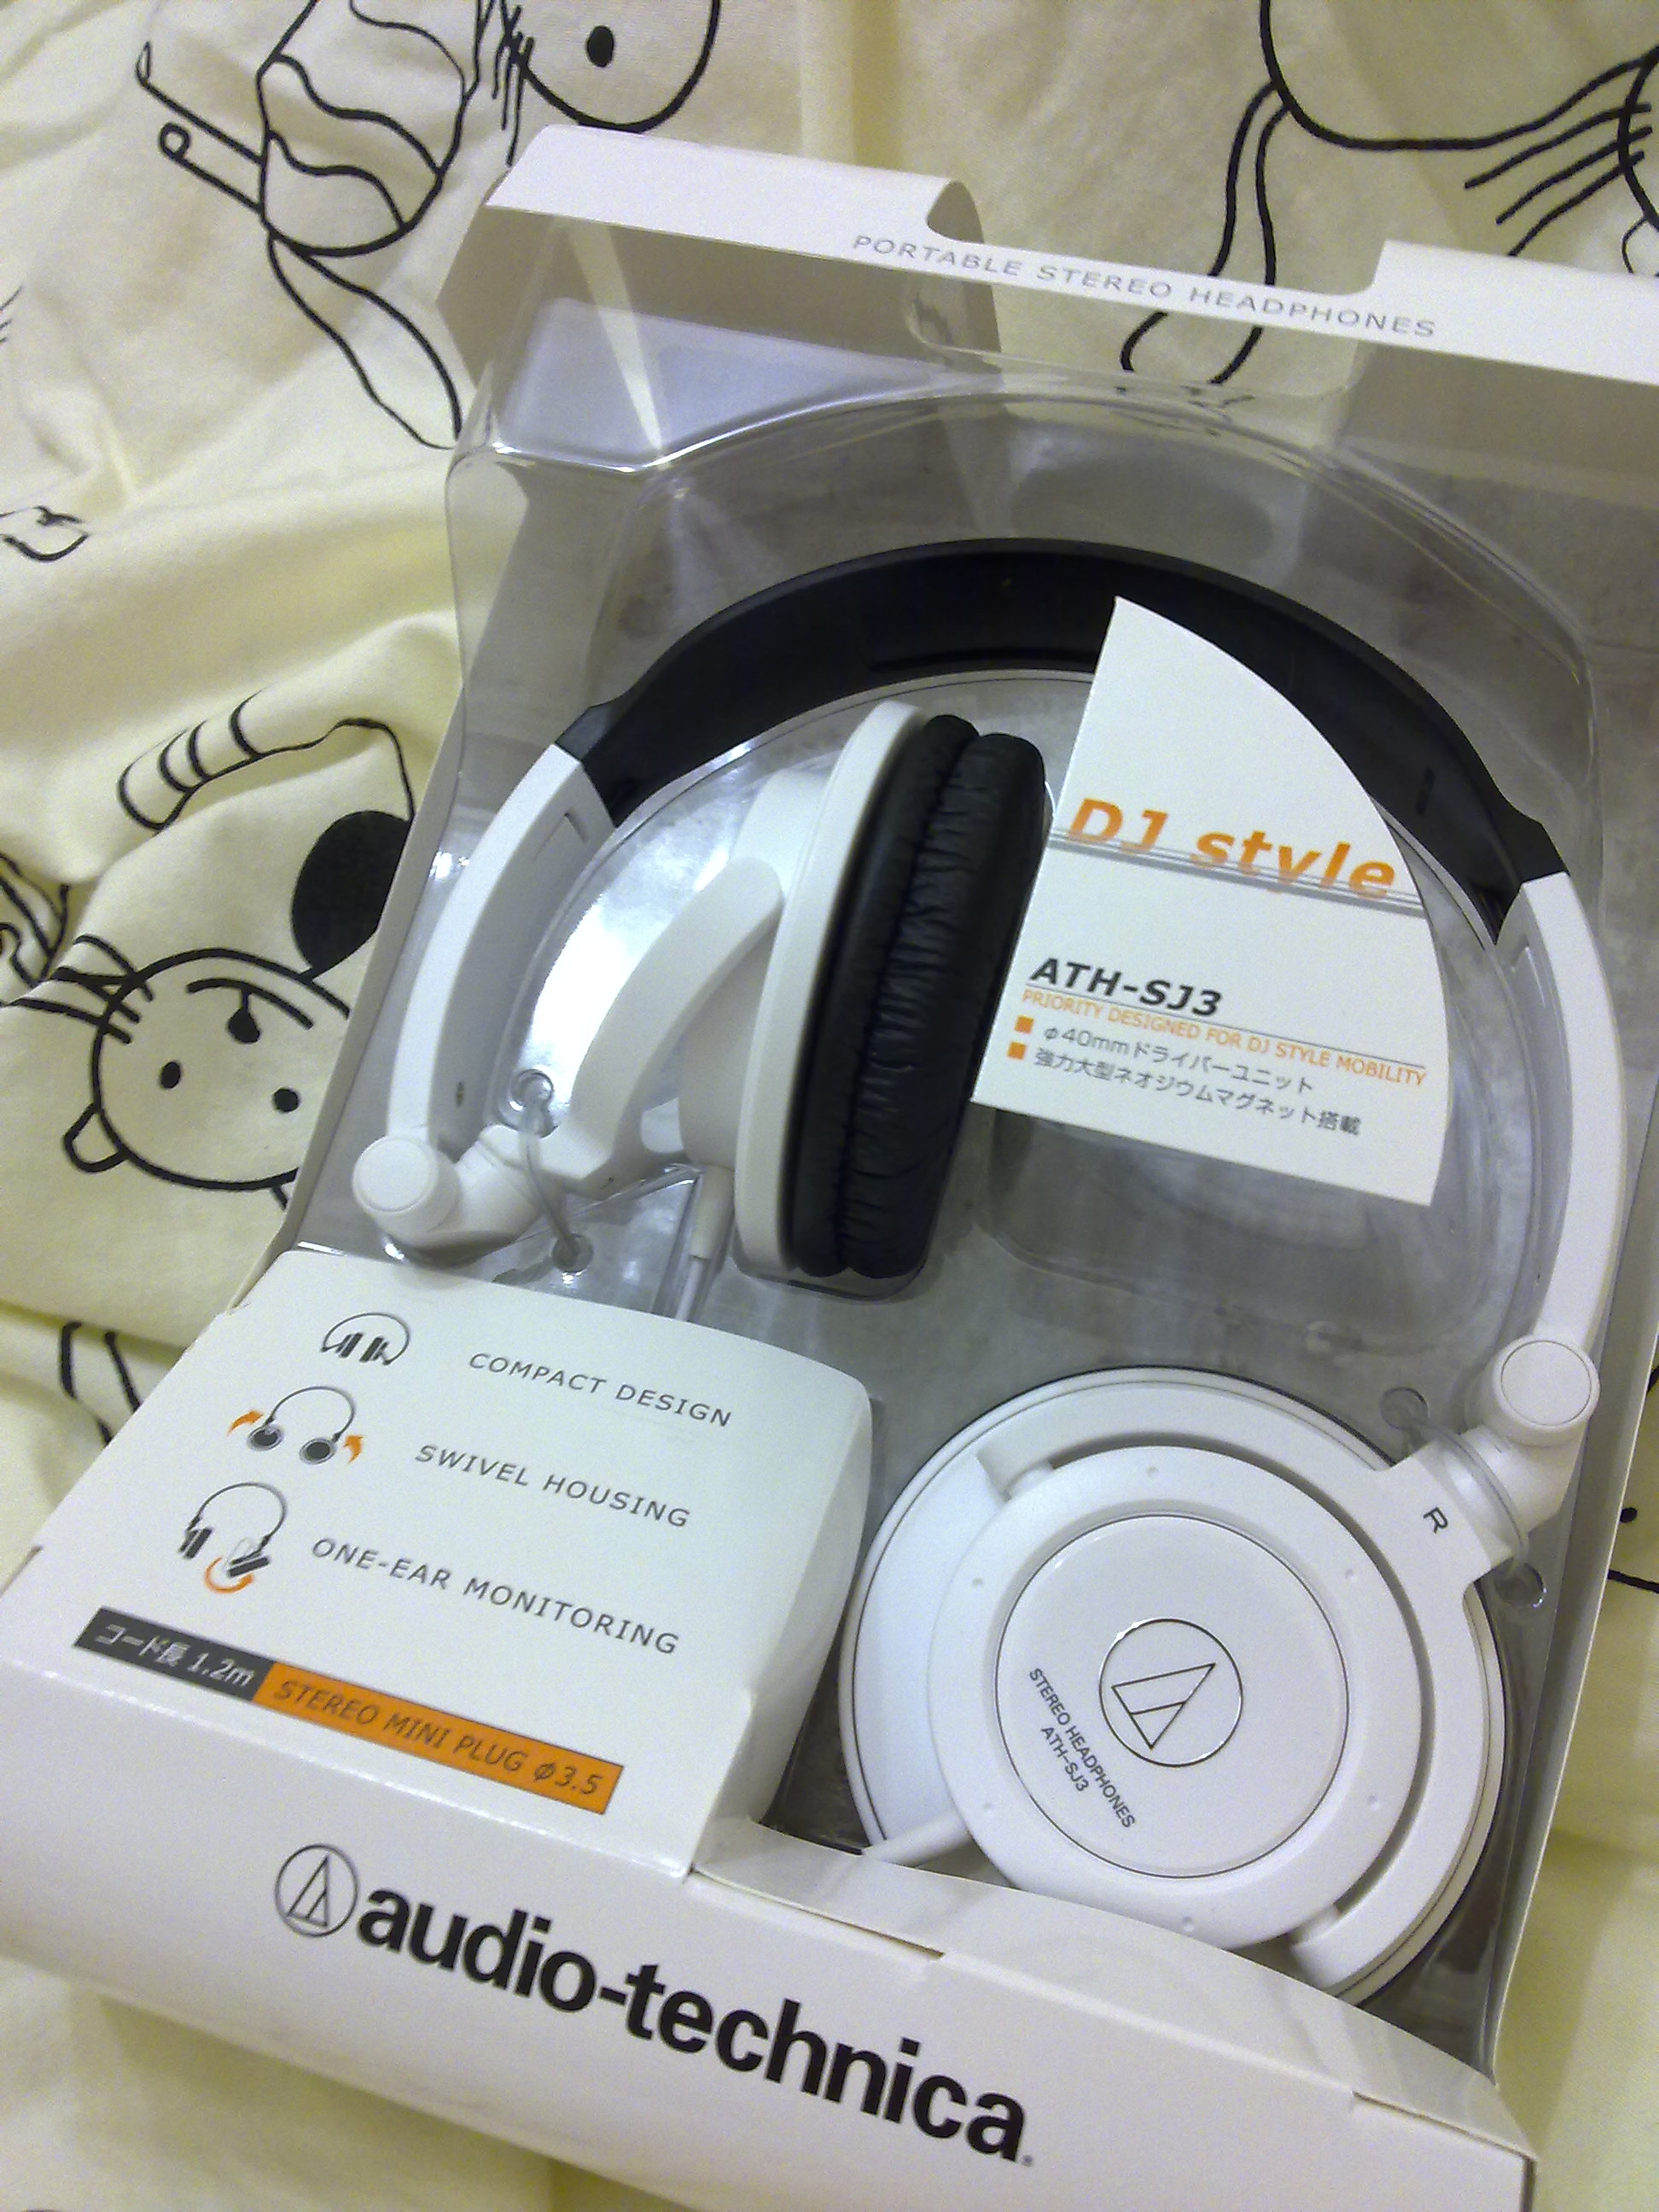 PORTABLE STEREO HEADPHONES
DJ style
ATH-SJ3
PRIORITY DESIGNED FOR DJ STYLE MOBILITY
φ40mmドライバーユニット
強力大型ネオジウムマグネット搭載
COMPACT DESIGN
SWIVEL HOUSING
ONE-EAR MONITORING
コード長 1.2m STEREO MINI PLUG φ3.5
R
STEREO HEADPHONES
ATH-SJ3
audio-technica